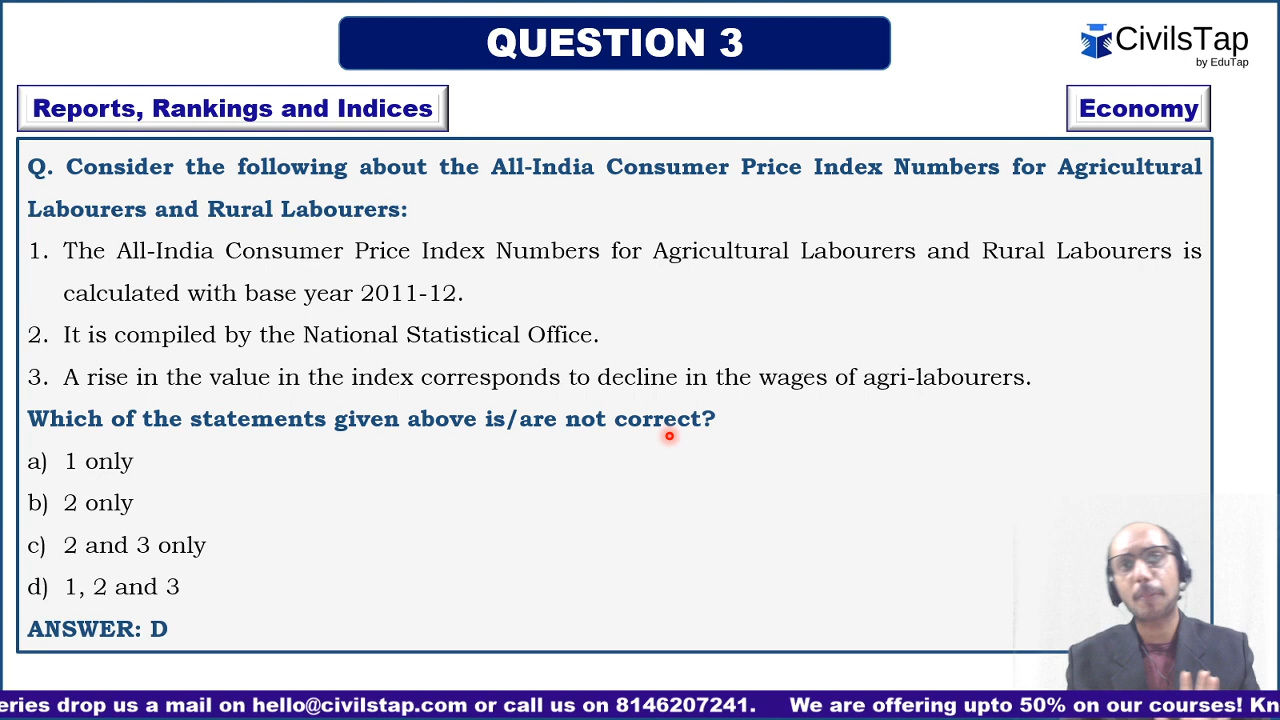 QUESTION 3
CivilsTap
by EduTap
Reports, Rankings and Indices
Economy
Q. Consider the following about the All-India Consumer Price Index Numbers for Agricultural
Labourers and Rural Labourers:
1. The All-India Consumer Price Index Numbers for Agricultural Labourers and Rural Labourers is
calculated with base year 2011-12.
2. It is compiled by the National Statistical Office.
3. A rise in the value in the index corresponds to decline in the wages of agri-labourers.
Which of the statements given above is/are not correct?
a) 1 only
b) 2 only
c) 2 and 3 only
d) 1, 2 and 3
ANSWER: D
eries drop us a mail on hello@civilstap.com or call us on 8146207241. We are offering upto 50% on our courses! Kn